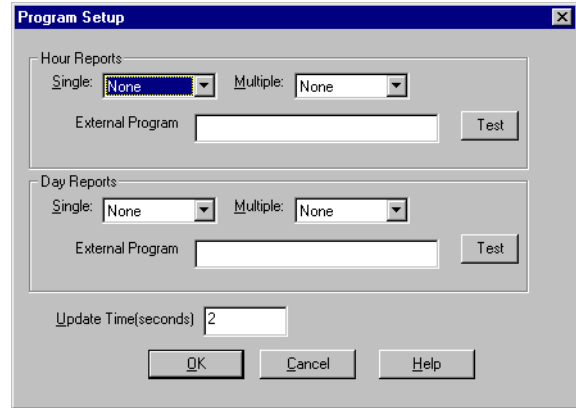 Program Setup
Hour Reports
Single: None Multiple: None
External Program Test
Day Reports
Single: None Multiple: None
External Program Test
Update Time(seconds) 2
OK Cancel Help